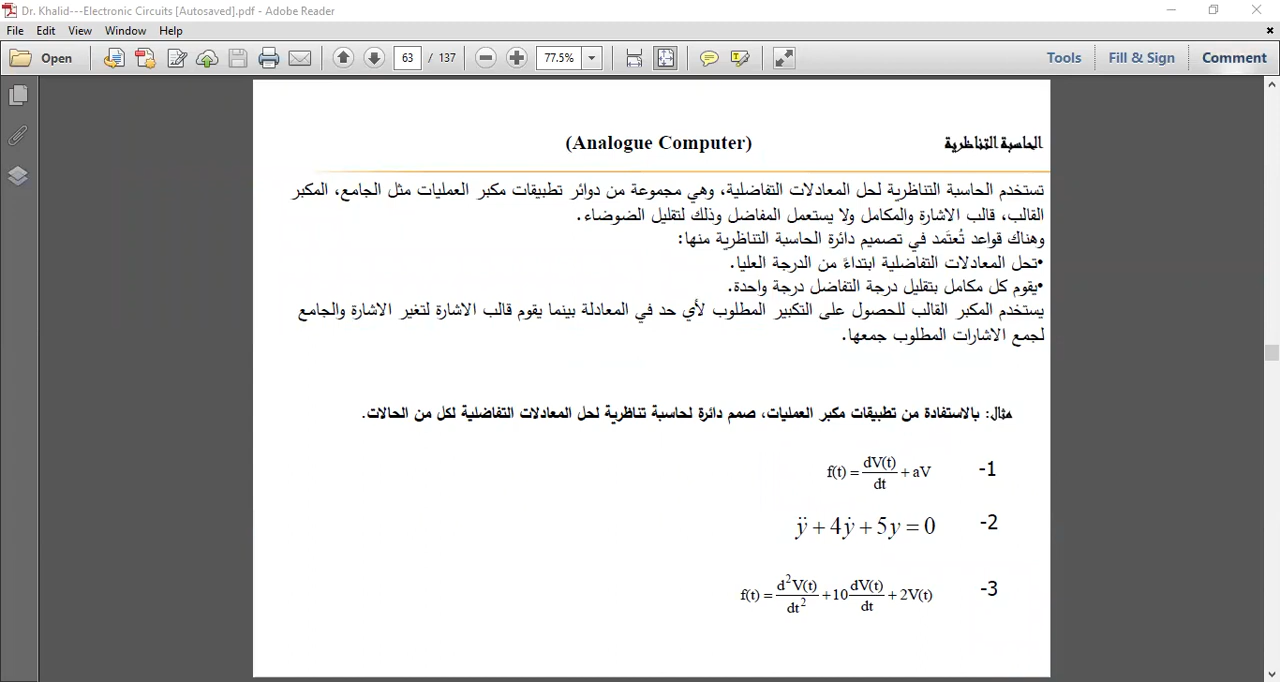 Dr. Khalid---Electronic Circuits [Autosaved].pdf - Adobe Reader
File Edit View Window Help
Open 63 / 137 77.5% Tools Fill & Sign Comment
الحاسبة التناظرية (Analogue Computer)
تستخدم الحاسبة التناظرية لحل المعادلات التفاضلية، وهي مجموعة من دوائر تطبيقات مكبر العمليات مثل الجامع، المكبر
القالب، قالب الاشارة والمكامل ولا يستعمل المفاضل وذلك لتقليل الضوضاء.
وهناك قواعد تُعتَمد في تصميم دائرة الحاسبة التناظرية منها:
•تحل المعادلات التفاضلية ابتداءً من الدرجة العليا.
•يقوم كل مكامل بتقليل درجة التفاضل درجة واحدة.
يستخدم المكبر القالب للحصول على التكبير المطلوب لأي حد في المعادلة بينما يقوم قالب الاشارة لتغير الاشارة والجامع
لجمع الاشارات المطلوب جمعها.
مثال: بالاستفادة من تطبيقات مكبر العمليات، صمم دائرة لحاسبة تناظرية لحل المعادلات التفاضلية لكل من الحالات.
-1 f(t) = dV(t)/dt + aV
-2 ÿ + 4ẏ + 5y = 0
-3 f(t) = d²V(t)/dt² + 10 dV(t)/dt + 2V(t)